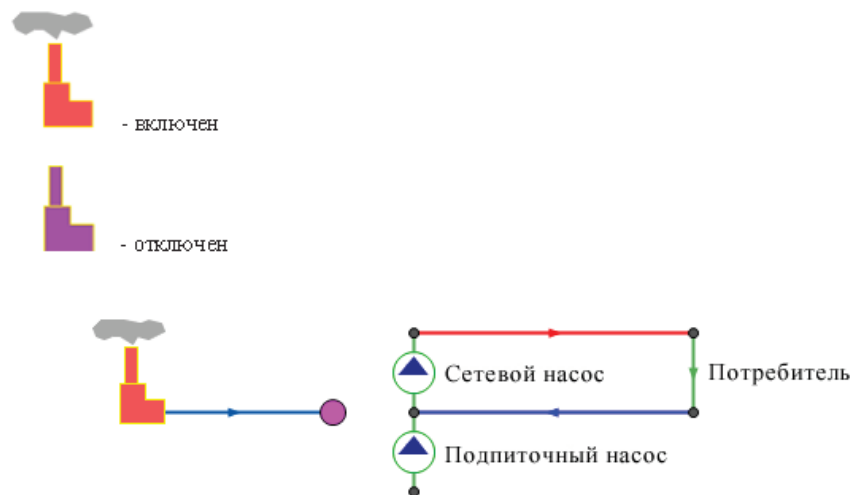 - включен
- отключен
Сетевой насос
Потребитель
Подпиточный насос